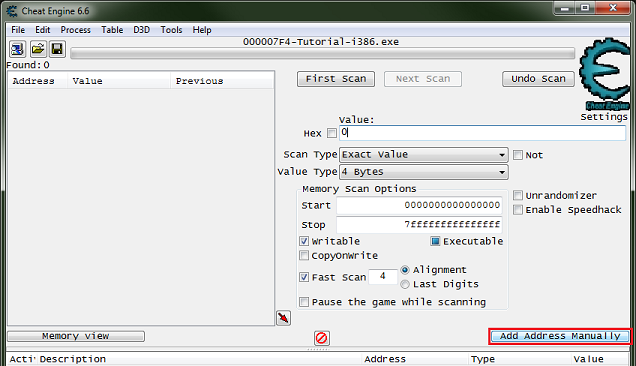 Cheat Engine 6.6
File Edit Process Table D3D Tools Help
000007F4-Tutorial-i386.exe
Found: 0
Address Value Previous
First Scan Next Scan Undo Scan
Cheat Engine
Settings
Value:
Hex 0
Scan Type Exact Value Not
Value Type 4 Bytes
Memory Scan Options
Unrandomizer
Start 0000000000000000
Enable Speedhack
Stop 7fffffffffffffff
Writable Executable
CopyOnWrite
Fast Scan 4 Alignment
Last Digits
Pause the game while scanning
Memory view Add Address Manually
Activ Description Address Type Value